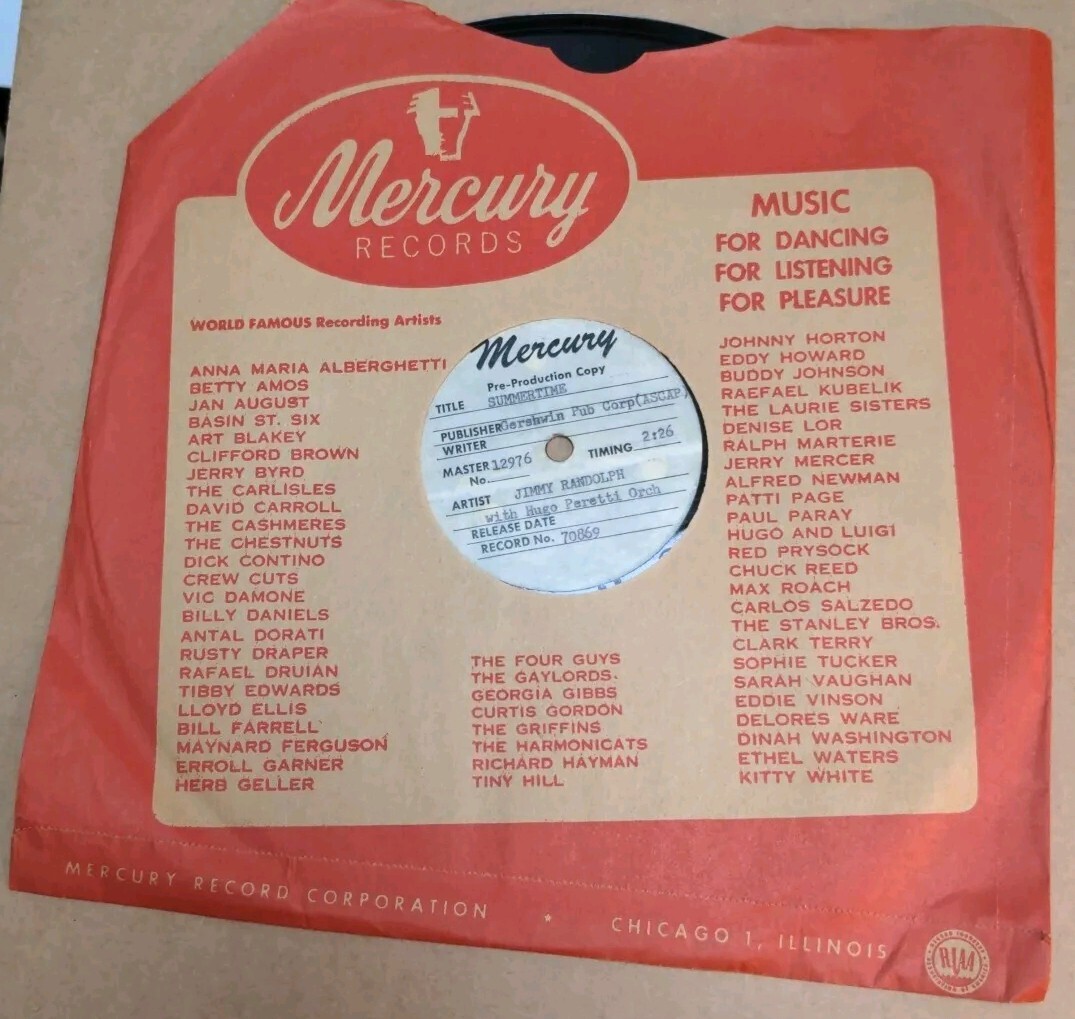 Mercury
RECORDS
MUSIC
FOR DANCING
FOR LISTENING
FOR PLEASURE
WORLD FAMOUS Recording Artists
ANNA MARIA ALBERGHETTI
BETTY AMOS
JAN AUGUST
BASIN ST. SIX
ART BLAKEY
CLIFFORD BROWN
JERRY BYRD
THE CARLISLES
DAVID CARROLL
THE CASHMERES
THE CHESTNUTS
DICK CONTINO
CREW CUTS
VIC DAMONE
BILLY DANIELS
ANTAL DORATI
RUSTY DRAPER
RAFAEL DRUIAN
TIBBY EDWARDS
LLOYD ELLIS
BILL FARRELL
MAYNARD FERGUSON
ERROLL GARNER
HERB GELLER
Mercury
Pre-Production Copy
TITLE SUMMERTIME
PUBLISHER Gershwin Pub Corp(ASCAP)
WRITER
MASTER No. 12976 TIMING 2:26
ARTIST JIMMY RANDOLPH
with Hugo Peretti Orch
RELEASE DATE
RECORD No. 70869
THE FOUR GUYS
THE GAYLORDS
GEORGIA GIBBS
CURTIS GORDON
THE GRIFFINS
THE HARMONICATS
RICHARD HAYMAN
TINY HILL
JOHNNY HORTON
EDDY HOWARD
BUDDY JOHNSON
RAEFAEL KUBELIK
THE LAURIE SISTERS
DENISE LOR
RALPH MARTERIE
JERRY MERCER
ALFRED NEWMAN
PATTI PAGE
PAUL PARAY
HUGO AND LUIGI
RED PRYSOCK
CHUCK REED
MAX ROACH
CARLOS SALZEDO
THE STANLEY BROS.
CLARK TERRY
SOPHIE TUCKER
SARAH VAUGHAN
EDDIE VINSON
DELORES WARE
DINAH WASHINGTON
ETHEL WATERS
KITTY WHITE
MERCURY RECORD CORPORATION * CHICAGO 1, ILLINOIS
RIAA